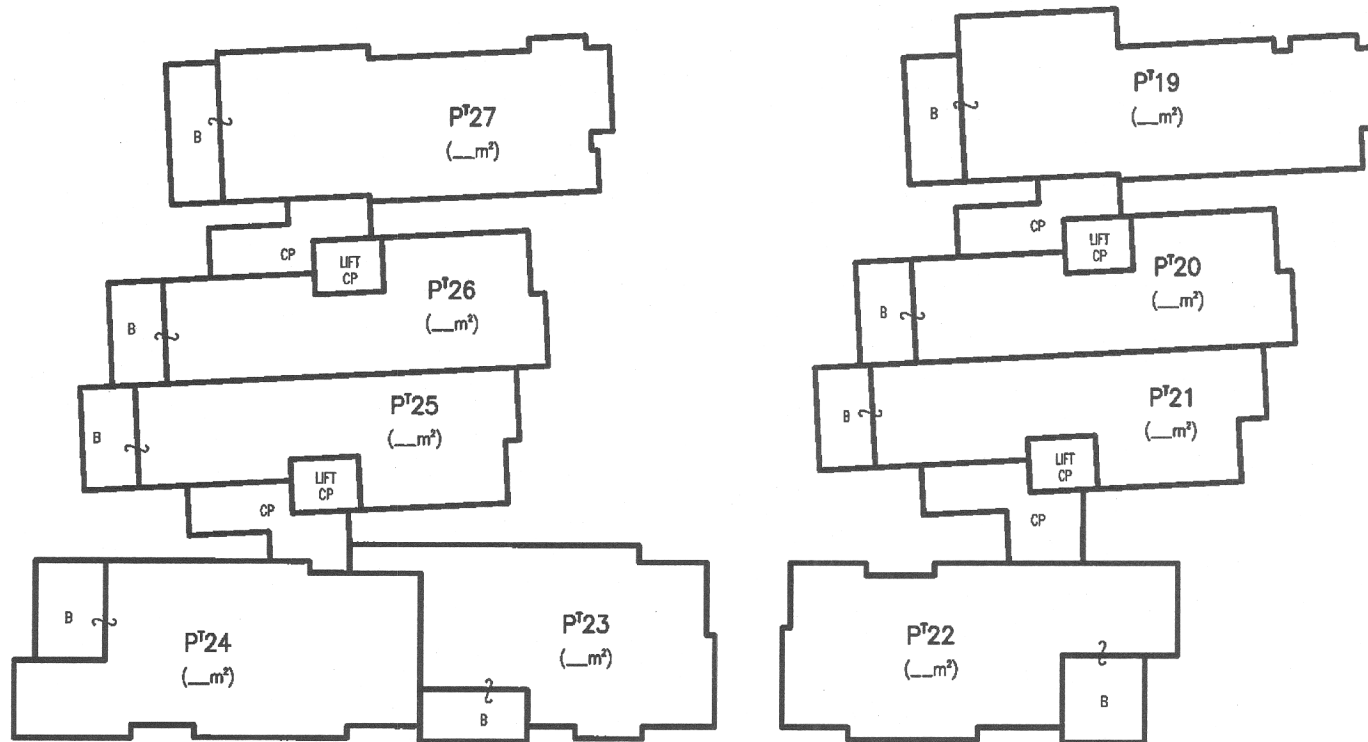 PT27
(__m²)
B
CP
LIFT
CP
PT26
(__m²)
B
PT25
(__m²)
B
LIFT
CP
CP
B
PT24
(__m²)
PT23
(__m²)
B
PT19
(__m²)
B
CP
LIFT
CP
PT20
(__m²)
B
PT21
(__m²)
B
LIFT
CP
CP
PT22
(__m²)
B